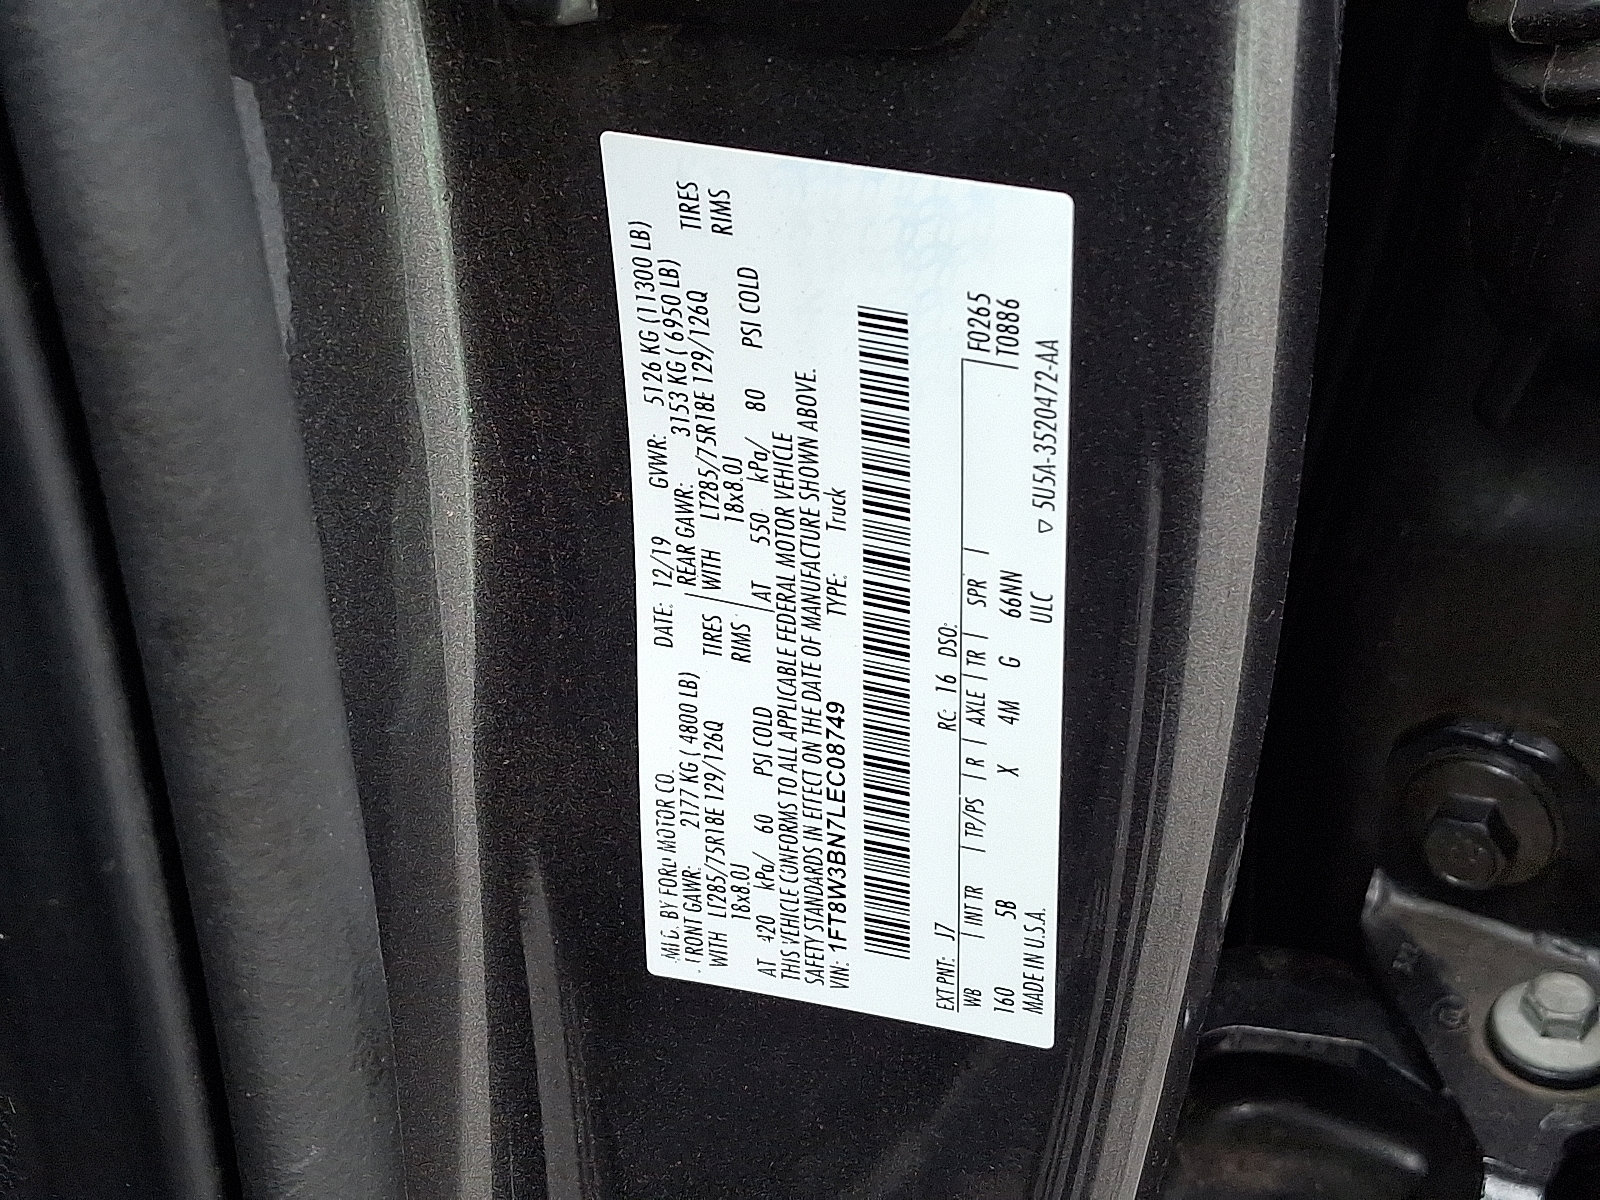 MFD. BY FORD MOTOR CO. DATE: 12/19 GVWR: 5126 KG (11300 LB)
FRONT GAWR: 2177 KG ( 4800 LB) REAR GAWR: 3153 KG ( 6950 LB)
WITH LT285/75R18E 129/126Q TIRES WITH LT285/75R18E 129/126Q TIRES
18x8.0J RIMS 18x8.0J RIMS
AT 420 kPa/ 60 PSI COLD AT 550 kPa/ 80 PSI COLD
THIS VEHICLE CONFORMS TO ALL APPLICABLE FEDERAL MOTOR VEHICLE
SAFETY STANDARDS IN EFFECT ON THE DATE OF MANUFACTURE SHOWN ABOVE.
VIN: 1FT8W3BN7LEC08749 TYPE: Truck
EXT PNT: J7 RC: 16 DSO:
WB INT TR TP/PS R AXLE TR SPR F0265
160 5B X 4M G 66NN T0886
MADE IN U.S.A. ULC ▽ 5U5A-3520472-AA